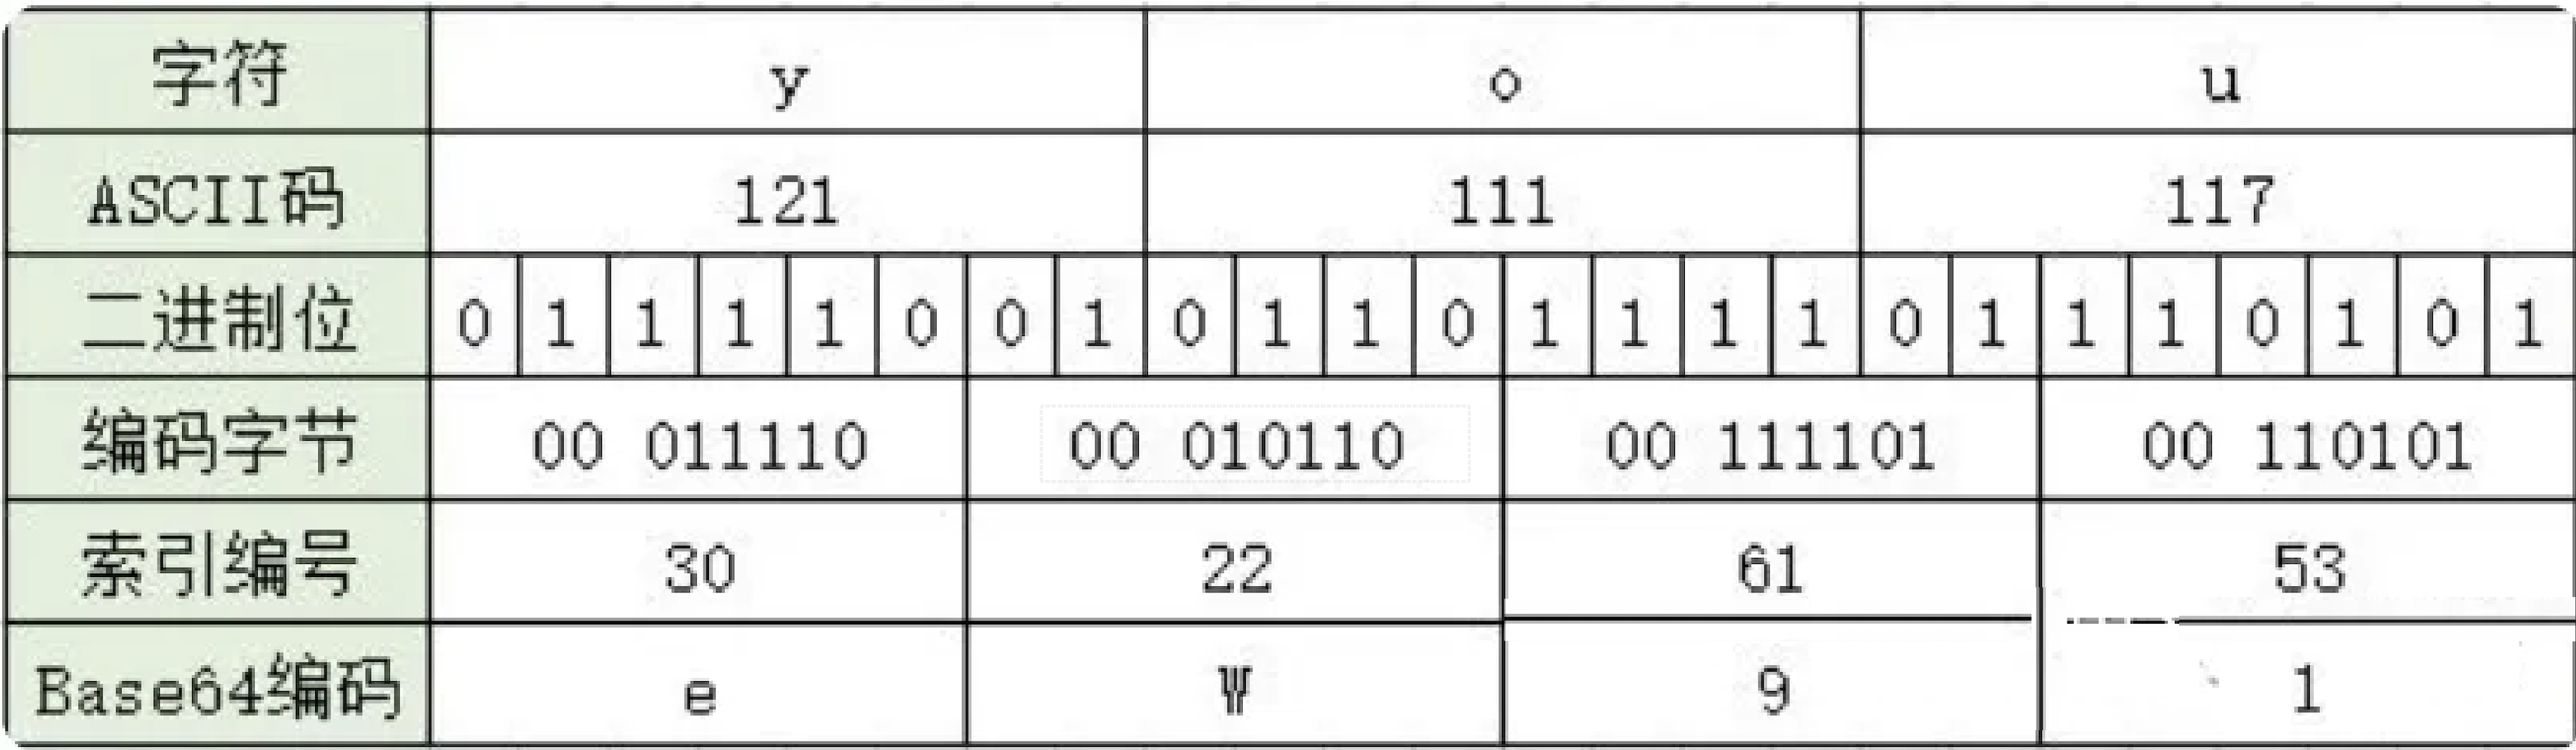 字符 y o u
ASCII码 121 111 117
二进制位 0 1 1 1 1 0 0 1 0 1 1 0 1 1 1 1 0 1 1 1 0 1 0 1
编码字节 00 011110 00 010110 00 111101 00 110101
索引编号 30 22 61 53
Base64编码 e W 9 1